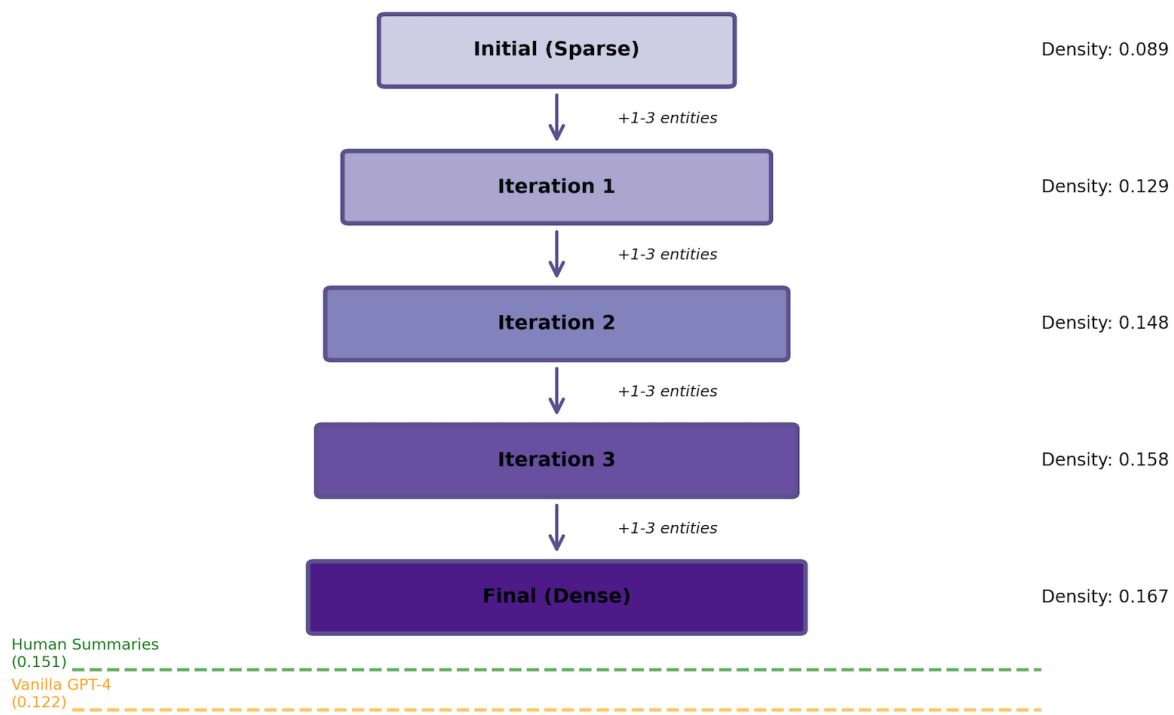 Initial (Sparse)
Density: 0.089
+1-3 entities
Iteration 1
Density: 0.129
+1-3 entities
Iteration 2
Density: 0.148
+1-3 entities
Iteration 3
Density: 0.158
+1-3 entities
Final (Dense)
Density: 0.167
Human Summaries
(0.151)
Vanilla GPT-4
(0.122)